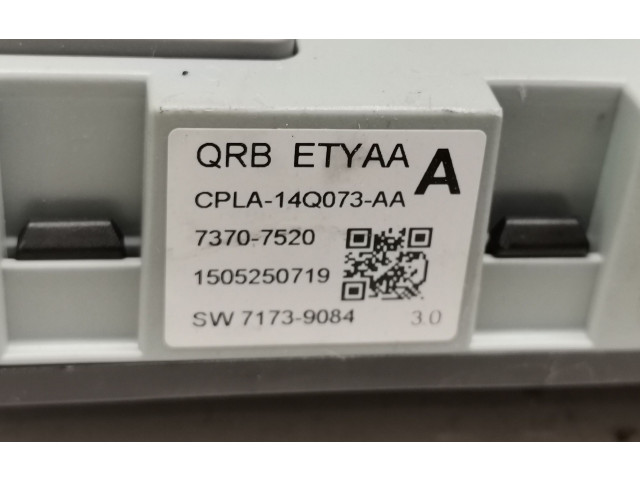 QRB ETYAA A
CPLA-14Q073-AA
7370-7520
1505250719
SW 7173-9084 3.0